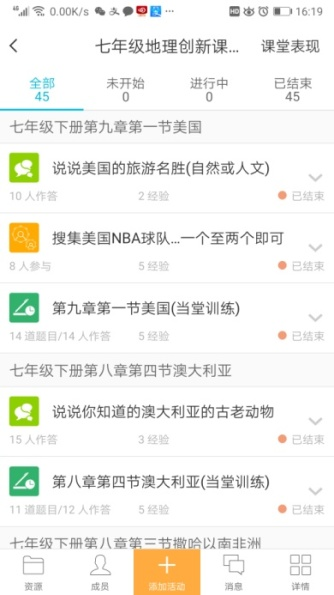 0.00K/s HD 16:19
七年级地理创新课... 课堂表现
全部 未开始 进行中 已结束
45 0 0 45
七年级下册第九章第一节美国
说说美国的旅游名胜(自然或人文)
10 人作答 2 经验 已结束
搜集美国NBA球队...一个至两个即可
8 人参与 5 经验 已结束
第九章第一节美国(当堂训练)
14 道题目/14 人作答 5 经验 已结束
七年级下册第八章第四节澳大利亚
说说你知道的澳大利亚的古老动物
15 人作答 3 经验 已结束
第八章第四节澳大利亚(当堂训练)
11 道题目/12 人作答 5 经验 已结束
七年级下册第八章第三节撒哈以南非洲
资源 成员 添加活动 消息 详情